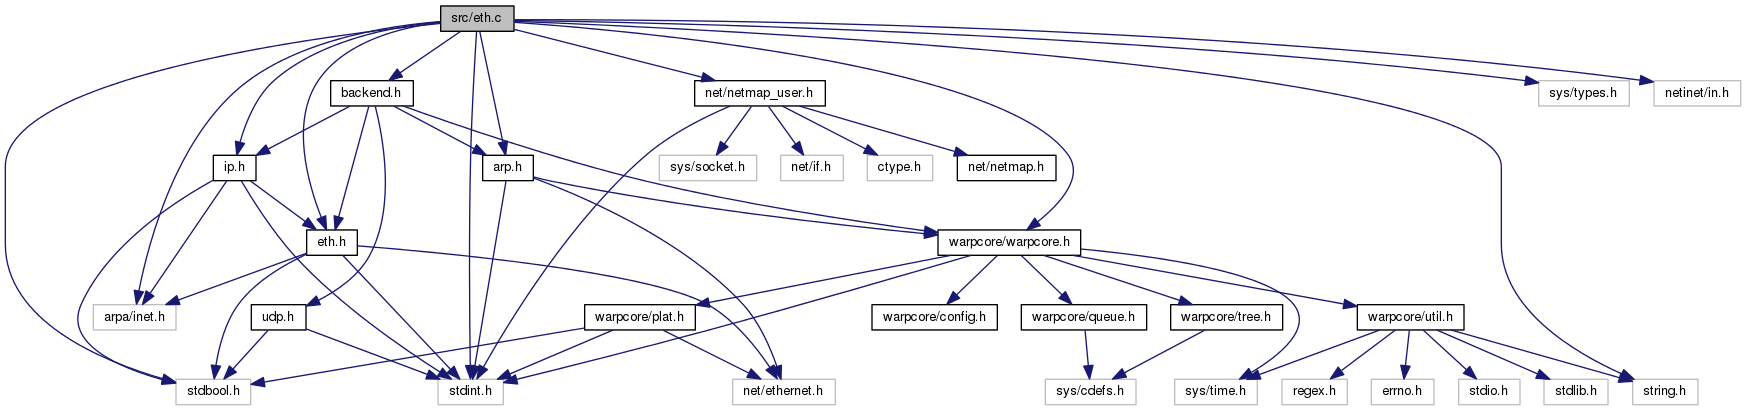 src/eth.c
backend.h
net/netmap_user.h
sys/types.h
netinet/in.h
ip.h
arp.h
sys/socket.h
net/if.h
ctype.h
net/netmap.h
eth.h
warpcore/warpcore.h
arpa/inet.h
udp.h
warpcore/plat.h
warpcore/config.h
warpcore/queue.h
warpcore/tree.h
warpcore/util.h
stdbool.h
stdint.h
net/ethernet.h
sys/cdefs.h
sys/time.h
regex.h
errno.h
stdio.h
stdlib.h
string.h